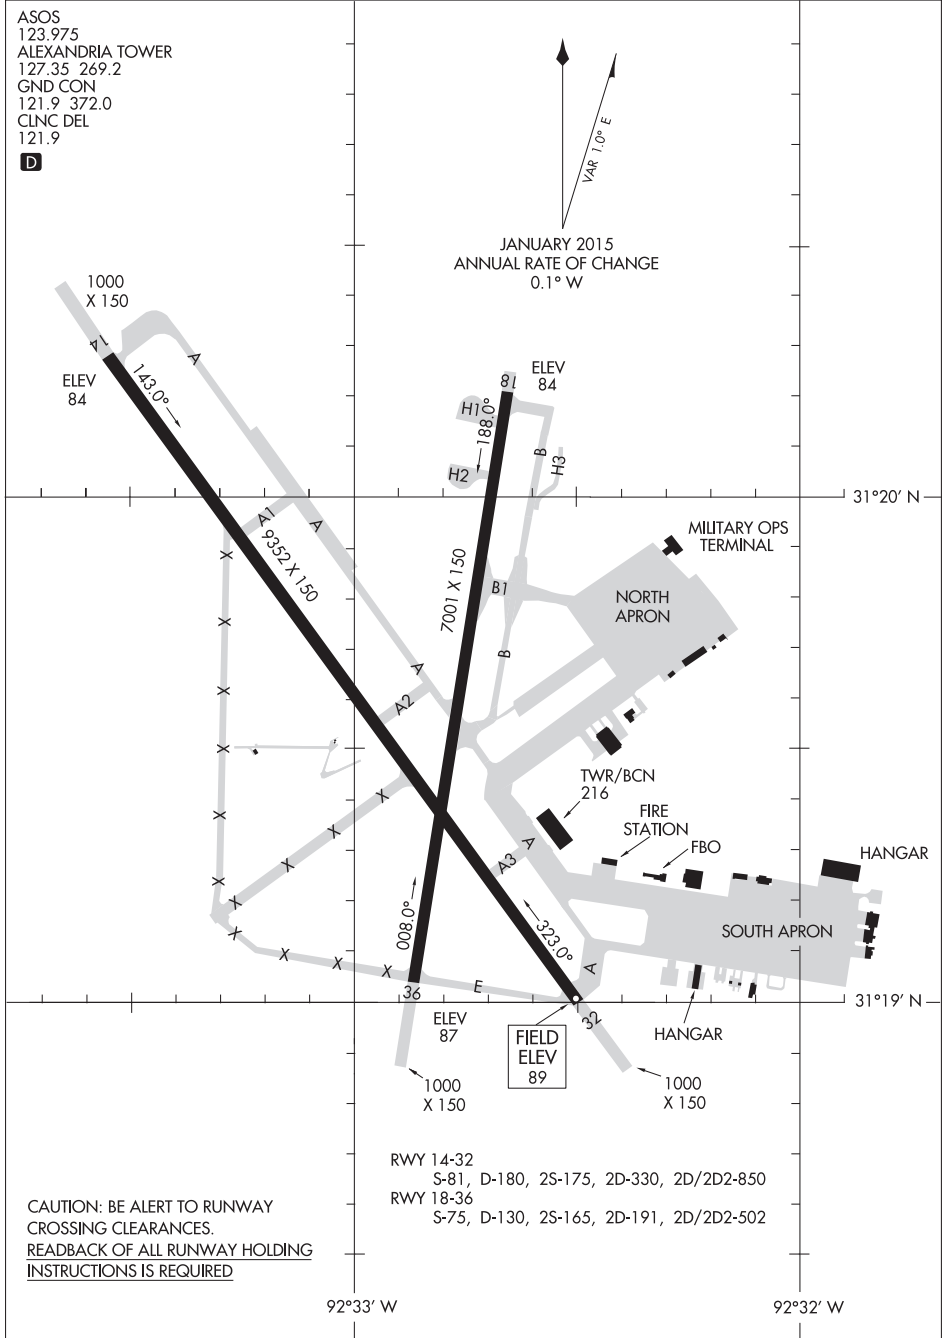 ASOS
123.975
ALEXANDRIA TOWER
127.35 269.2
GND CON
121.9 372.0
CLNC DEL
121.9
D
VAR 1.0° E
JANUARY 2015
ANNUAL RATE OF CHANGE
0.1° W
1000
X 150
14
ELEV
84
143.0°
A
18
ELEV
84
H1
188.0°
H2
B
H3
31°20' N
A1
A
9352 X 150
7001 X 150
MILITARY OPS
TERMINAL
B1
NORTH
APRON
X
X
X
X
X
X
B
A
A2
TWR/BCN
216
X
X
X
X
FIRE
STATION
FBO
A
A3
HANGAR
X
X
X
X
008.0°
323.0°
SOUTH APRON
A
36
E
32
31°19' N
ELEV
87
FIELD
ELEV
89
HANGAR
1000
X 150
1000
X 150
RWY 14-32
S-81, D-180, 2S-175, 2D-330, 2D/2D2-850
RWY 18-36
S-75, D-130, 2S-165, 2D-191, 2D/2D2-502
CAUTION: BE ALERT TO RUNWAY
CROSSING CLEARANCES.
READBACK OF ALL RUNWAY HOLDING
INSTRUCTIONS IS REQUIRED
92°33' W
92°32' W